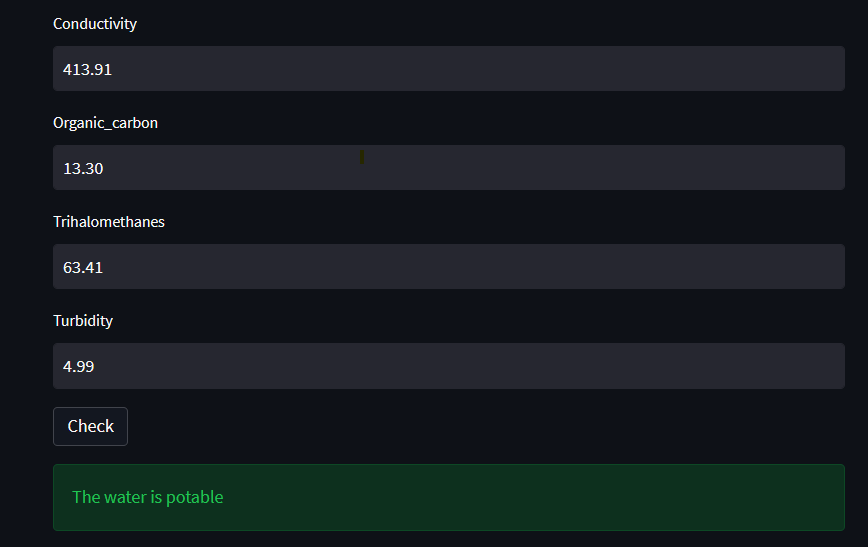 Conductivity
413.91
Organic_carbon
13.30
Trihalomethanes
63.41
Turbidity
4.99
Check
The water is potable